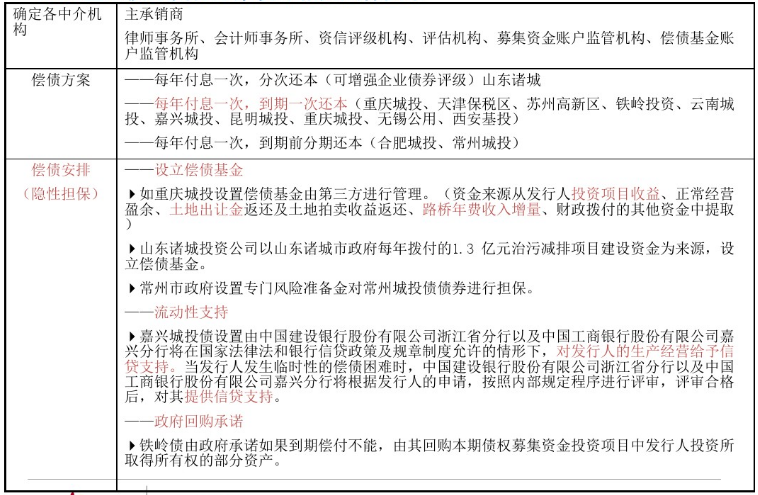 确定各中介机
构
主承销商
律师事务所、会计师事务所、资信评级机构、评估机构、募集资金账户监管机构、偿债基金账
户监管机构
偿债方案
——每年付息一次，分次还本（可增强企业债券评级）山东诸城
——每年付息一次，到期一次还本（重庆城投、天津保税区、苏州高新区、铁岭投资、云南城
投、嘉兴城投、昆明城投、重庆城投、无锡公用、西安基投）
——每年付息一次，到期前分期还本（合肥城投、常州城投）
偿债安排
（隐性担保）
——设立偿债基金
如重庆城投设置偿债基金由第三方进行管理。（资金来源从发行人投资项目收益、正常经营
盈余、土地出让金返还及土地拍卖收益返还、路桥年费收入增量、财政拨付的其他资金中提取
）
山东诸城投资公司以山东诸城市政府每年拨付的1.3 亿元治污减排项目建设资金为来源，设
立偿债基金。
常州市政府设置专门风险准备金对常州城投债债券进行担保。
——流动性支持
嘉兴城投债设置由中国建设银行股份有限公司浙江省分行以及中国工商银行股份有限公司嘉
兴分行将在国家法律法和银行信贷政策及规章制度允许的情形下，对发行人的生产经营给予信
贷支持。当发行人发生临时性的偿债困难时，中国建设银行股份有限公司浙江省分行以及中国
工商银行股份有限公司嘉兴分行将根据发行人的申请，按照内部规定程序进行评审，评审合格
后，对其提供信贷支持。
——政府回购承诺
铁岭债由政府承诺如果到期偿付不能，由其回购本期债权募集资金投资项目中发行人投资所
取得所有权的部分资产。